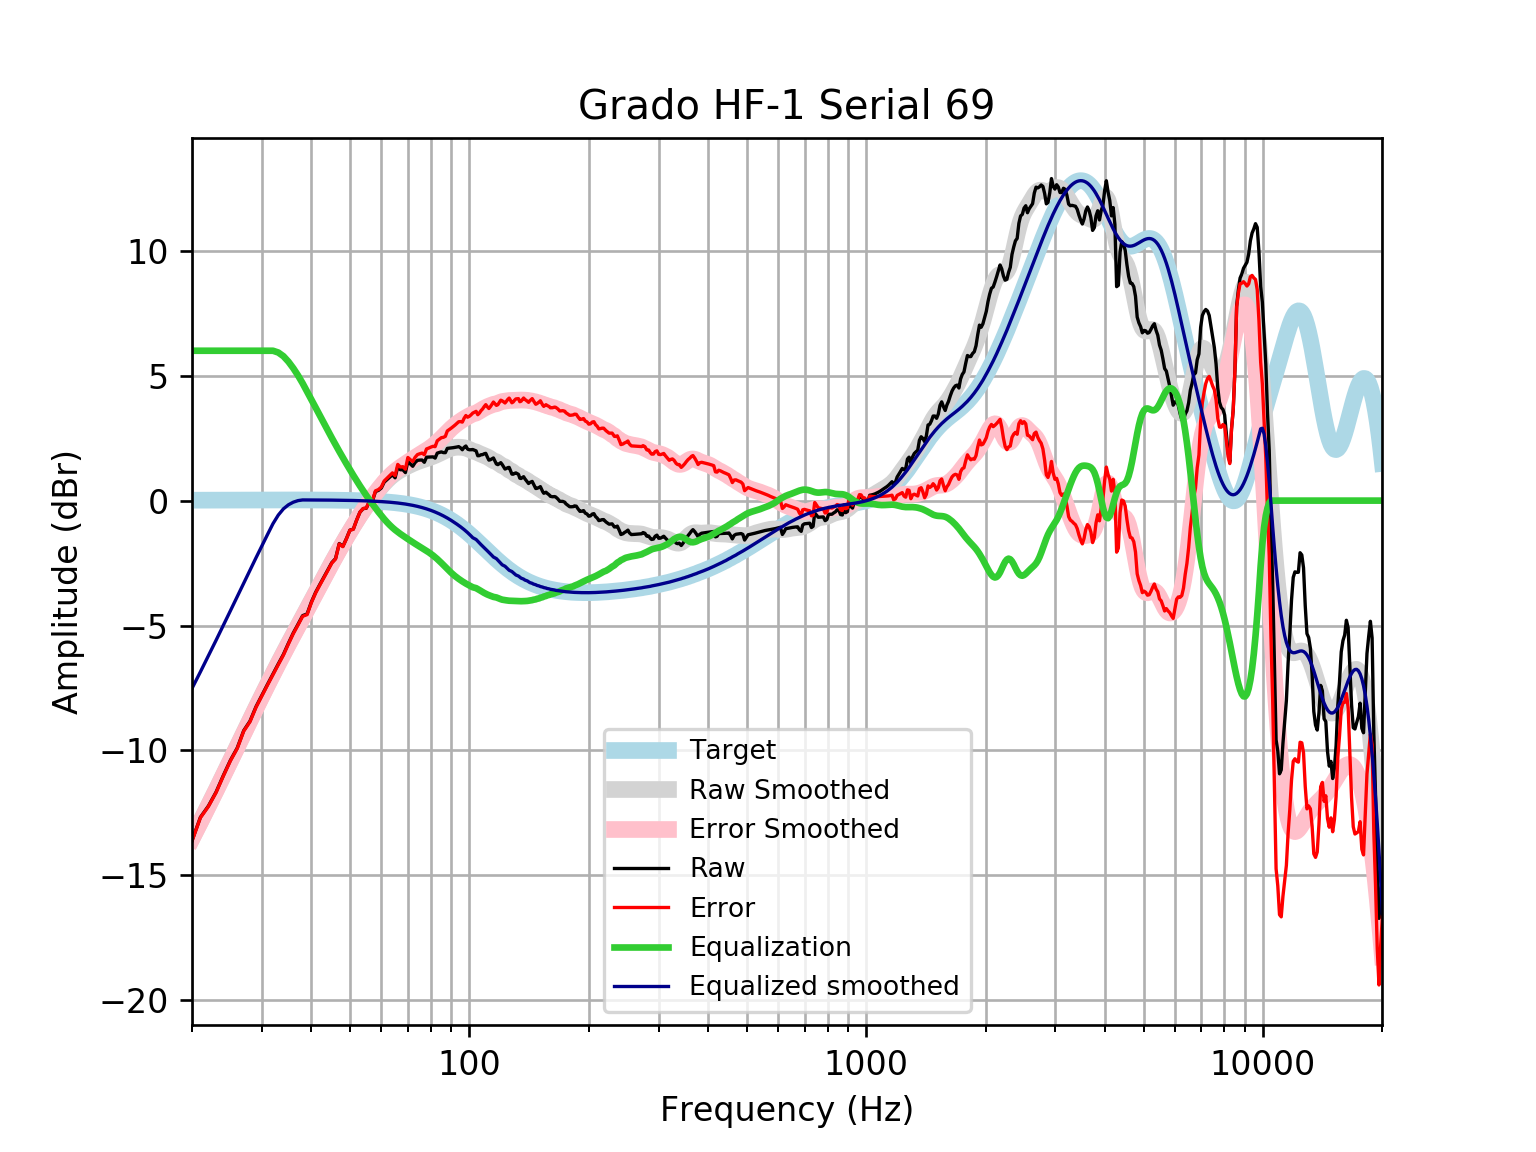 Grado HF-1 Serial 69
10
5
0
−5
−10
−15
−20
Amplitude (dBr)
Target
Raw Smoothed
Error Smoothed
Raw
Error
Equalization
Equalized smoothed
100 1000 10000
Frequency (Hz)